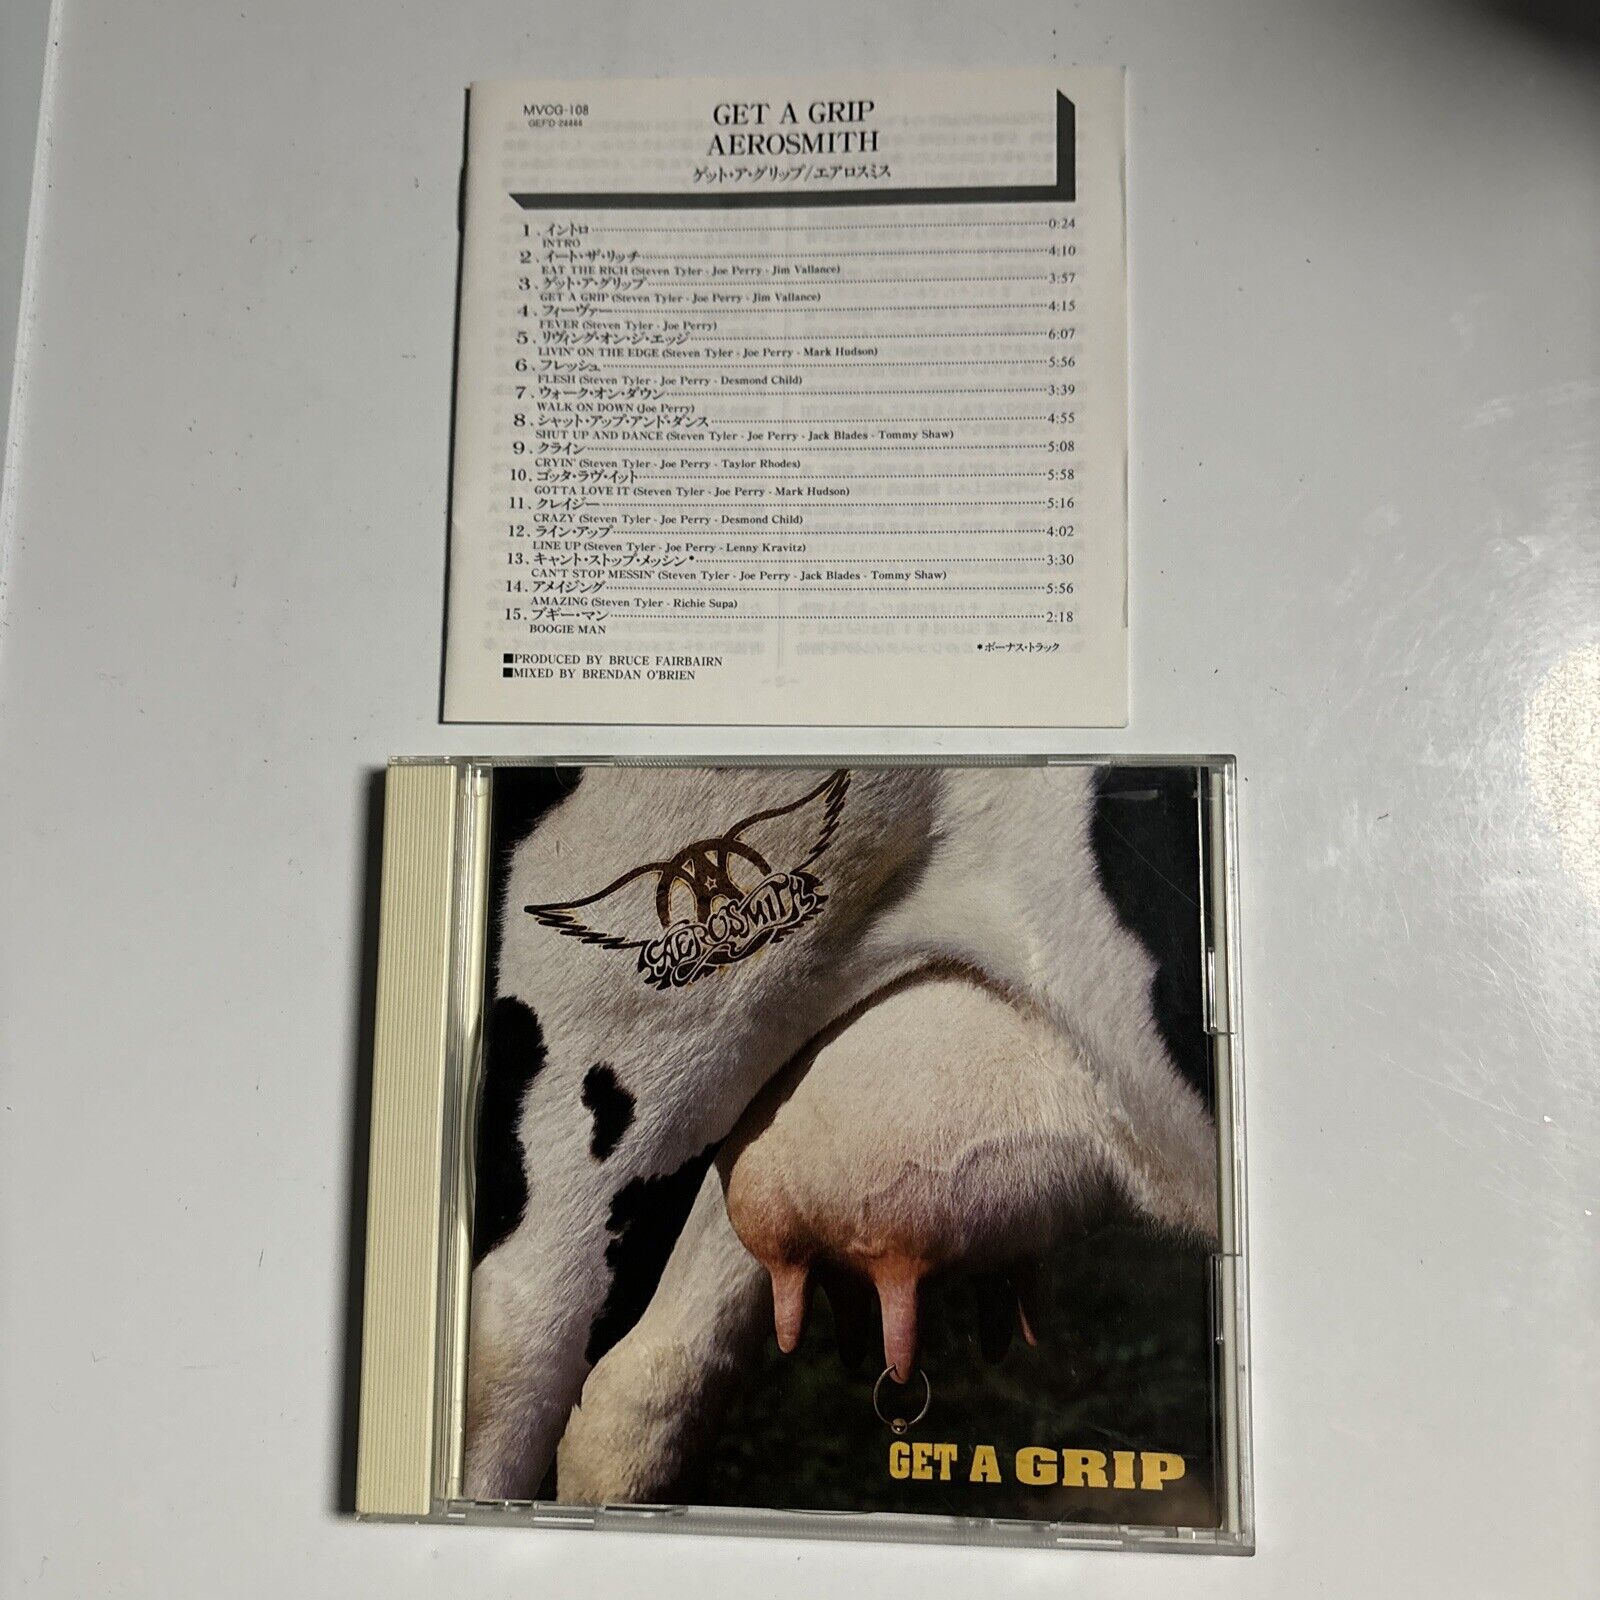 MVCG-108
GEFD-24444
GET A GRIP
AEROSMITH
ゲット・ア・グリップ/エアロスミス
1. イントロ 0:24
INTRO
2. イート・ザ・リッチ 4:10
EAT THE RICH (Steven Tyler - Joe Perry - Jim Vallance)
3. ゲット・ア・グリップ 3:57
GET A GRIP (Steven Tyler - Joe Perry - Jim Vallance)
4. フィーヴァー 4:15
FEVER (Steven Tyler - Joe Perry)
5. リヴィング・オン・ジ・エッジ 6:07
LIVIN' ON THE EDGE (Steven Tyler - Joe Perry - Mark Hudson)
6. フレッシュ 5:56
FLESH (Steven Tyler - Joe Perry - Desmond Child)
7. ウォーク・オン・ダウン 3:39
WALK ON DOWN (Joe Perry)
8. シャット・アップ・アンド・ダンス 4:55
SHUT UP AND DANCE (Steven Tyler - Joe Perry - Jack Blades - Tommy Shaw)
9. クライン 5:08
CRYIN' (Steven Tyler - Joe Perry - Taylor Rhodes)
10. ゴッタ・ラヴ・イット 5:58
GOTTA LOVE IT (Steven Tyler - Joe Perry - Mark Hudson)
11. クレイジー 5:16
CRAZY (Steven Tyler - Joe Perry - Desmond Child)
12. ライン・アップ 4:02
LINE UP (Steven Tyler - Joe Perry - Lenny Kravitz)
13. キャント・ストップ・メッシン* 3:30
CAN'T STOP MESSIN' (Steven Tyler - Joe Perry - Jack Blades - Tommy Shaw)
14. アメイジング 5:56
AMAZING (Steven Tyler - Richie Supa)
15. ブギー・マン 2:18
BOOGIE MAN
*ボーナス・トラック
■PRODUCED BY BRUCE FAIRBAIRN
■MIXED BY BRENDAN O'BRIEN
AEROSMITH
GET A GRIP